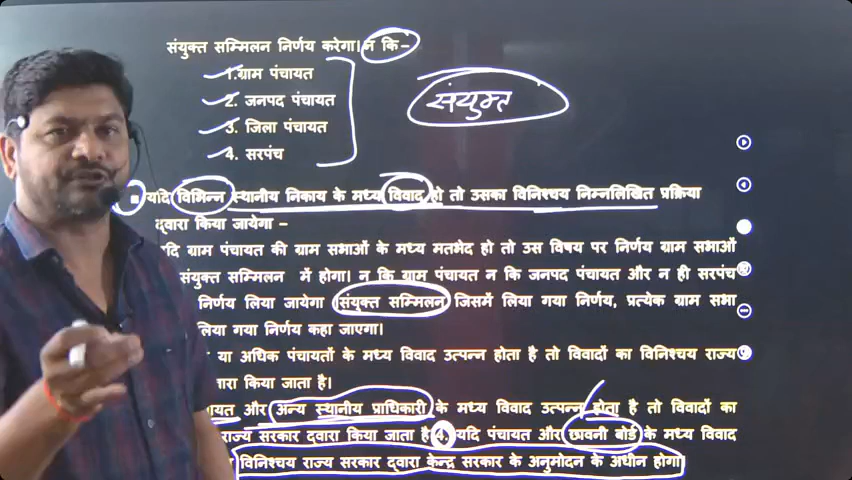 संयुक्त सम्मिलन निर्णय करेगा। न कि–
1.ग्राम पंचायत
2. जनपद पंचायत
3. जिला पंचायत
4. सरपंच
संयुक्त
यदि विभिन्न स्थानीय निकाय के मध्य विवाद हो तो उसका विनिश्चय निम्नलिखित प्रक्रिया
द्वारा किया जायेगा –
ग्राम पंचायत की ग्राम सभाओं के मध्य मतभेद हो तो उस विषय पर निर्णय ग्राम सभाओं
संयुक्त सम्मिलन में होगा। न कि ग्राम पंचायत न कि जनपद पंचायत और न ही सरपंच
निर्णय लिया जायेगा संयुक्त सम्मिलन जिसमें लिया गया निर्णय, प्रत्येक ग्राम सभा
लिया गया निर्णय कहा जाएगा।
या अधिक पंचायतों के मध्य विवाद उत्पन्न होता है तो विवादों का विनिश्चय राज्य
किया जाता है।
और अन्य स्थानीय प्राधिकारी के मध्य विवाद उत्पन्न होता है तो विवादों का
राज्य सरकार द्वारा किया जाता है 4. यदि पंचायत और छावनी बोर्ड के मध्य विवाद
विनिश्चय राज्य सरकार द्वारा केन्द्र सरकार के अनुमोदन के अधीन होगा